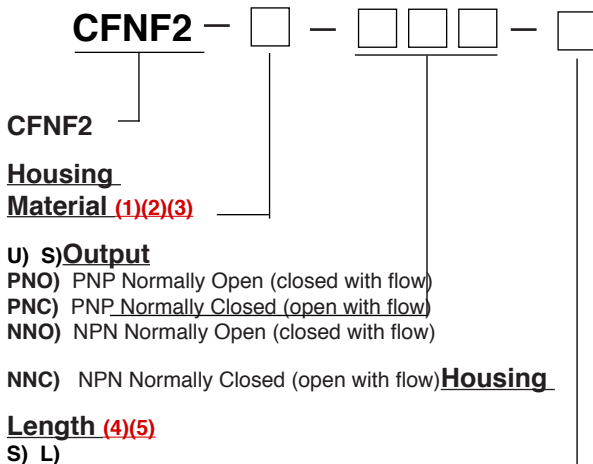 CFNF2 – □ – □□□ – □
CFNF2
Housing
Material (1)(2)(3)
U) S)Output
PNO) PNP Normally Open (closed with flow)
PNC) PNP Normally Closed (open with flow)
NNO) NPN Normally Open (closed with flow)
NNC) NPN Normally Closed (open with flow)Housing
Length (4)(5)
S) L)